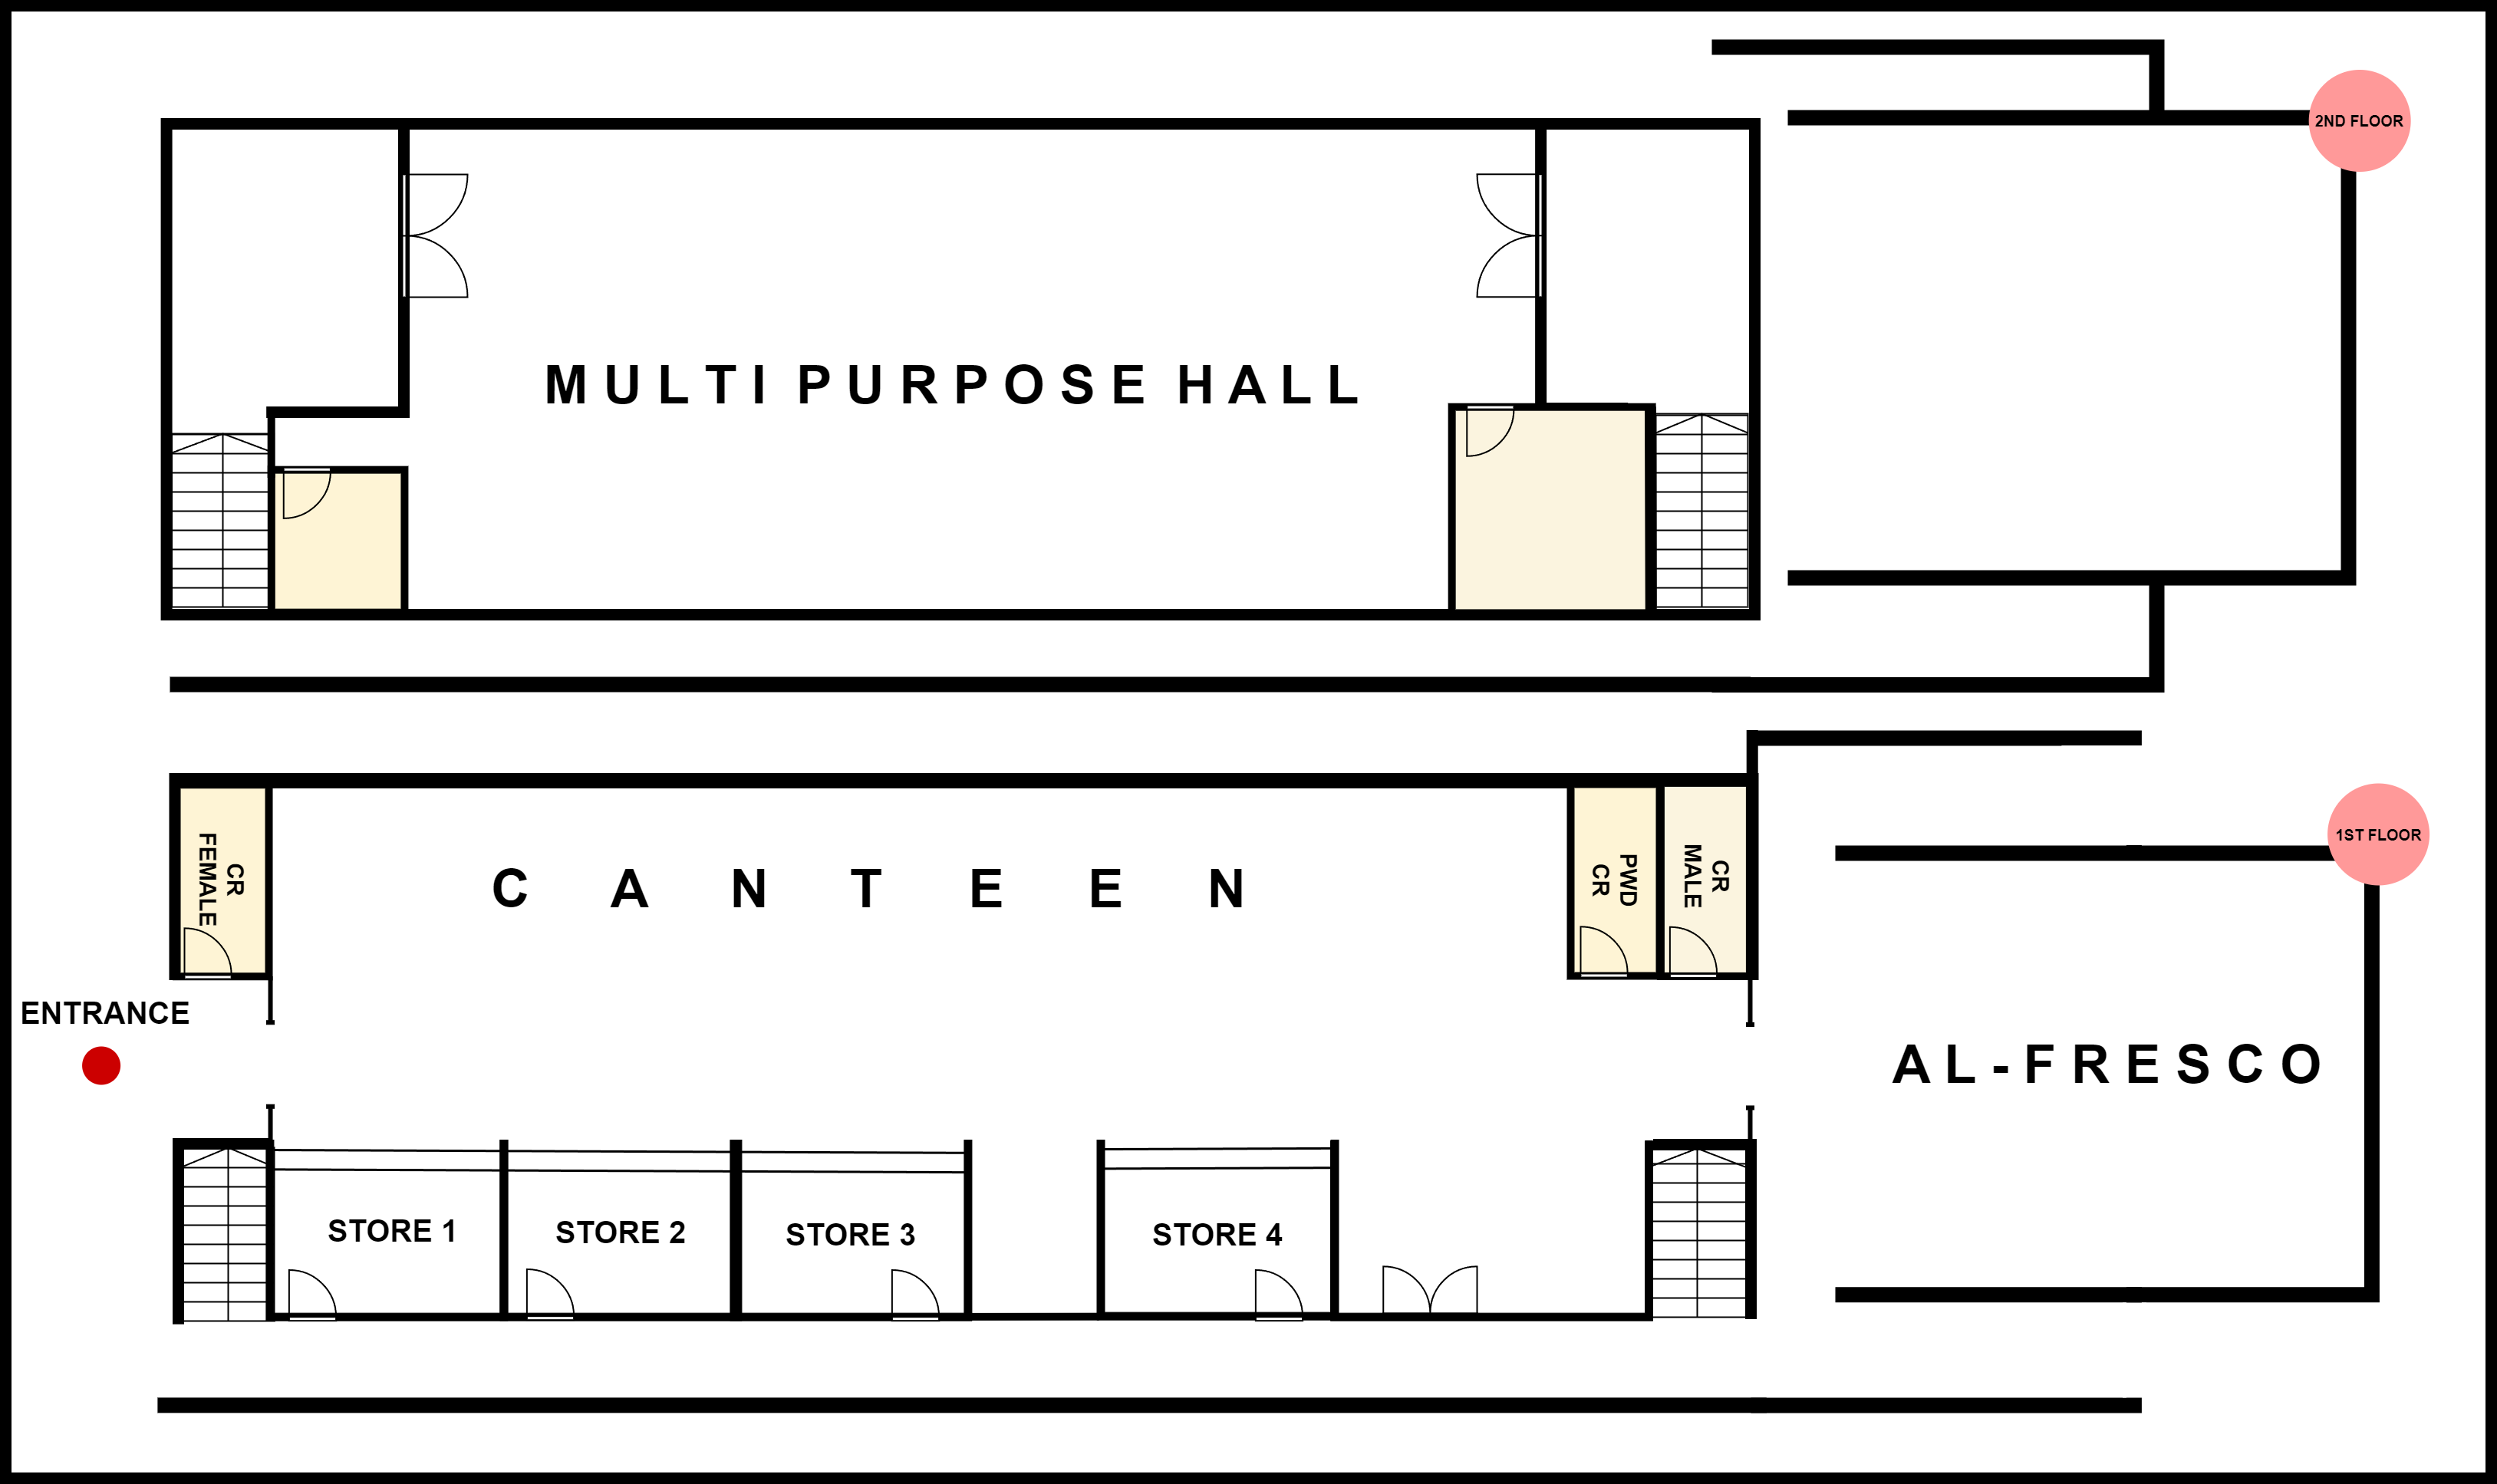 2ND FLOOR
MULTI PURPOSE HALL
1ST FLOOR
CANTEEN
CR
FEMALE
PWD
CR
CR
MALE
ENTRANCE
AL-FRESCO
STORE 1
STORE 2
STORE 3
STORE 4